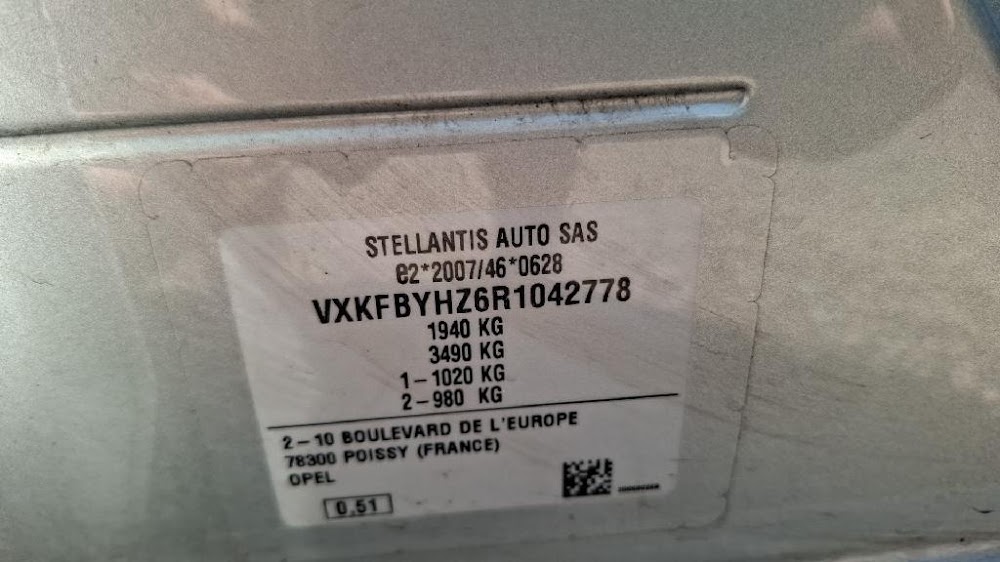 STELLANTIS AUTO SAS
e2*2007/46*0628
VXKFBYHZ6R1042778
1940 KG
3490 KG
1-1020 KG
2-980 KG
2-10 BOULEVARD DE L'EUROPE
78300 POISSY (FRANCE)
OPEL
0.51